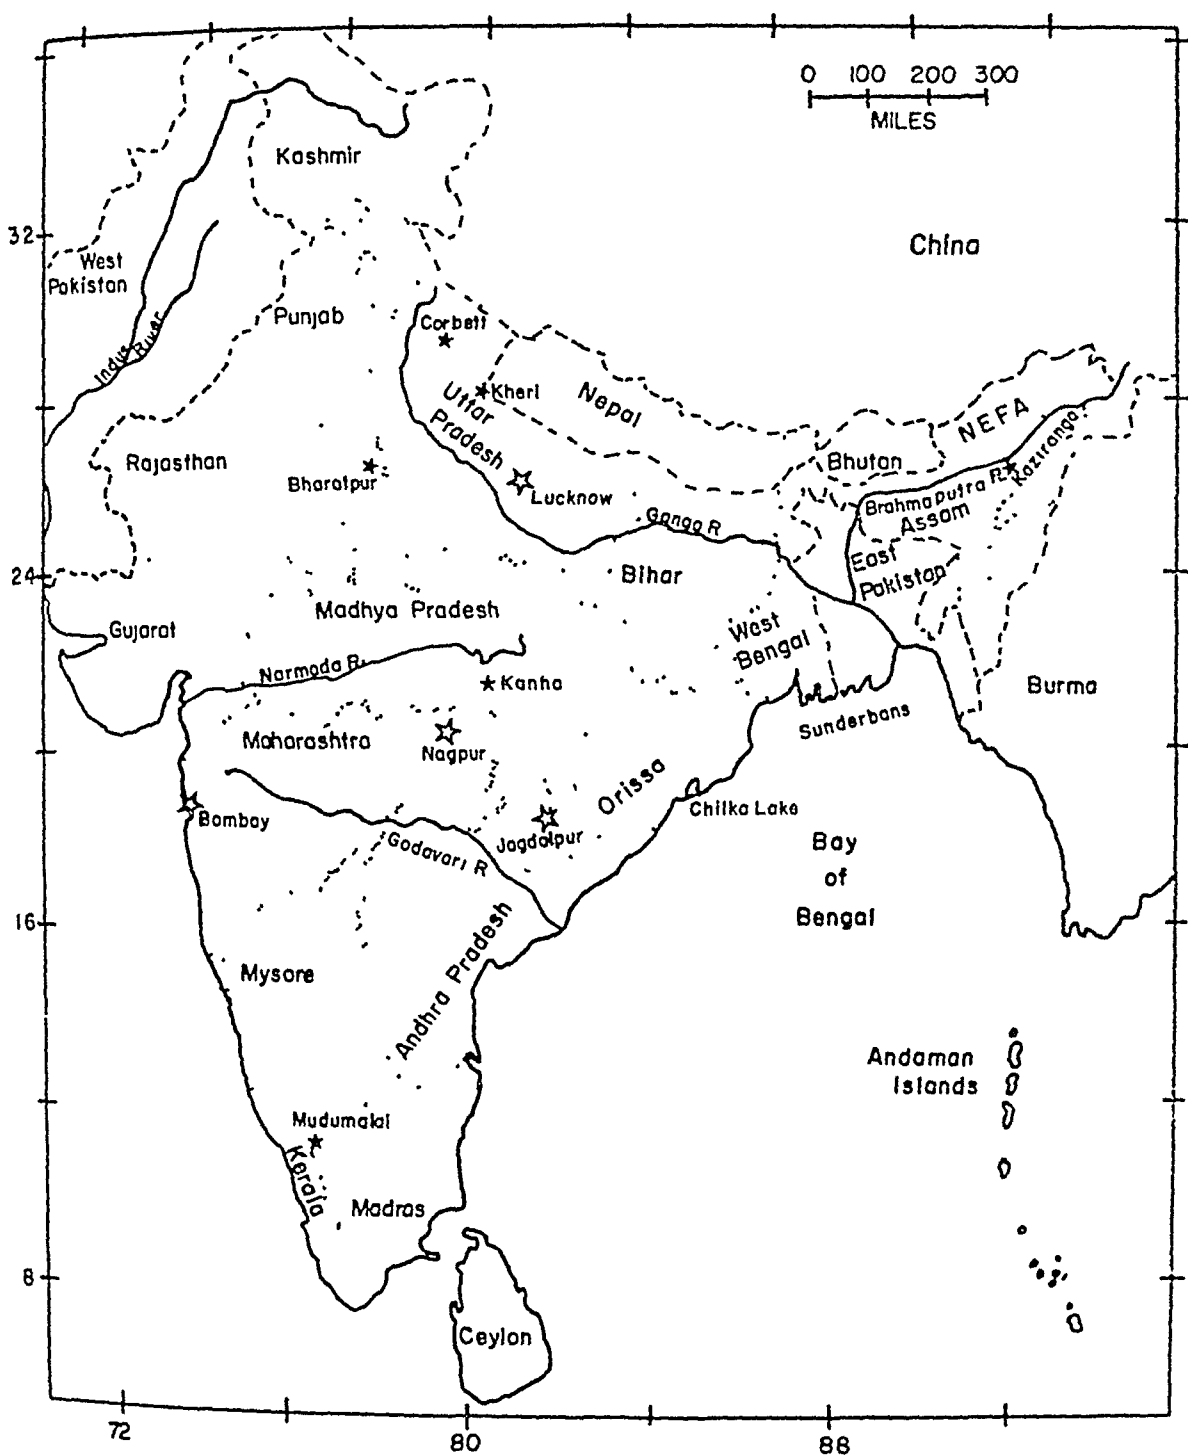 0 100 200 300
MILES
Kashmir
32
China
West
Pakistan
Indus
River
Punjab
Corbett
Kheri
Nepal
Uttar
Pradesh
NEFA
Kaziranga
Rajasthan
Bhutan
Bharatpur
Lucknow
Brahmaputra R
Assam
Ganga R
24
Bihar
East
Pakistan
Madhya Pradesh
Gujarat
West
Bengal
Narmoda R.
Kanha
Burma
Sunderbans
Maharashtra
Nagpur
Orissa
Chilka Lake
Bombay
Jagdalpur
Godavari R
Bay
of
Bengal
16
Mysore
Andhra Pradesh
Andaman
Islands
Mudumalai
Kerala
Madras
8
Ceylon
72
80
88